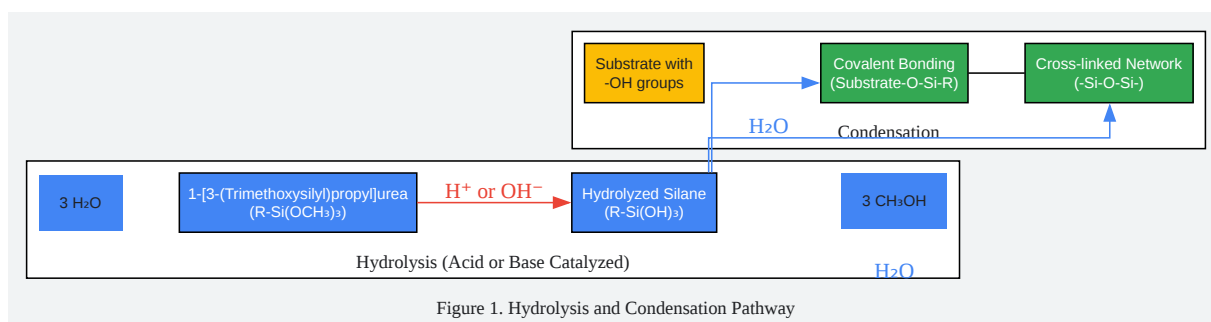 Substrate with
-OH groups
Covalent Bonding
(Substrate-O-Si-R)
Cross-linked Network
(-Si-O-Si-)
H₂O
Condensation
3 H₂O
1-[3-(Trimethoxysilyl)propyl]urea
(R-Si(OCH₃)₃)
H⁺ or OH⁻
Hydrolyzed Silane
(R-Si(OH)₃)
3 CH₃OH
Hydrolysis (Acid or Base Catalyzed)
H₂O
Figure 1. Hydrolysis and Condensation Pathway